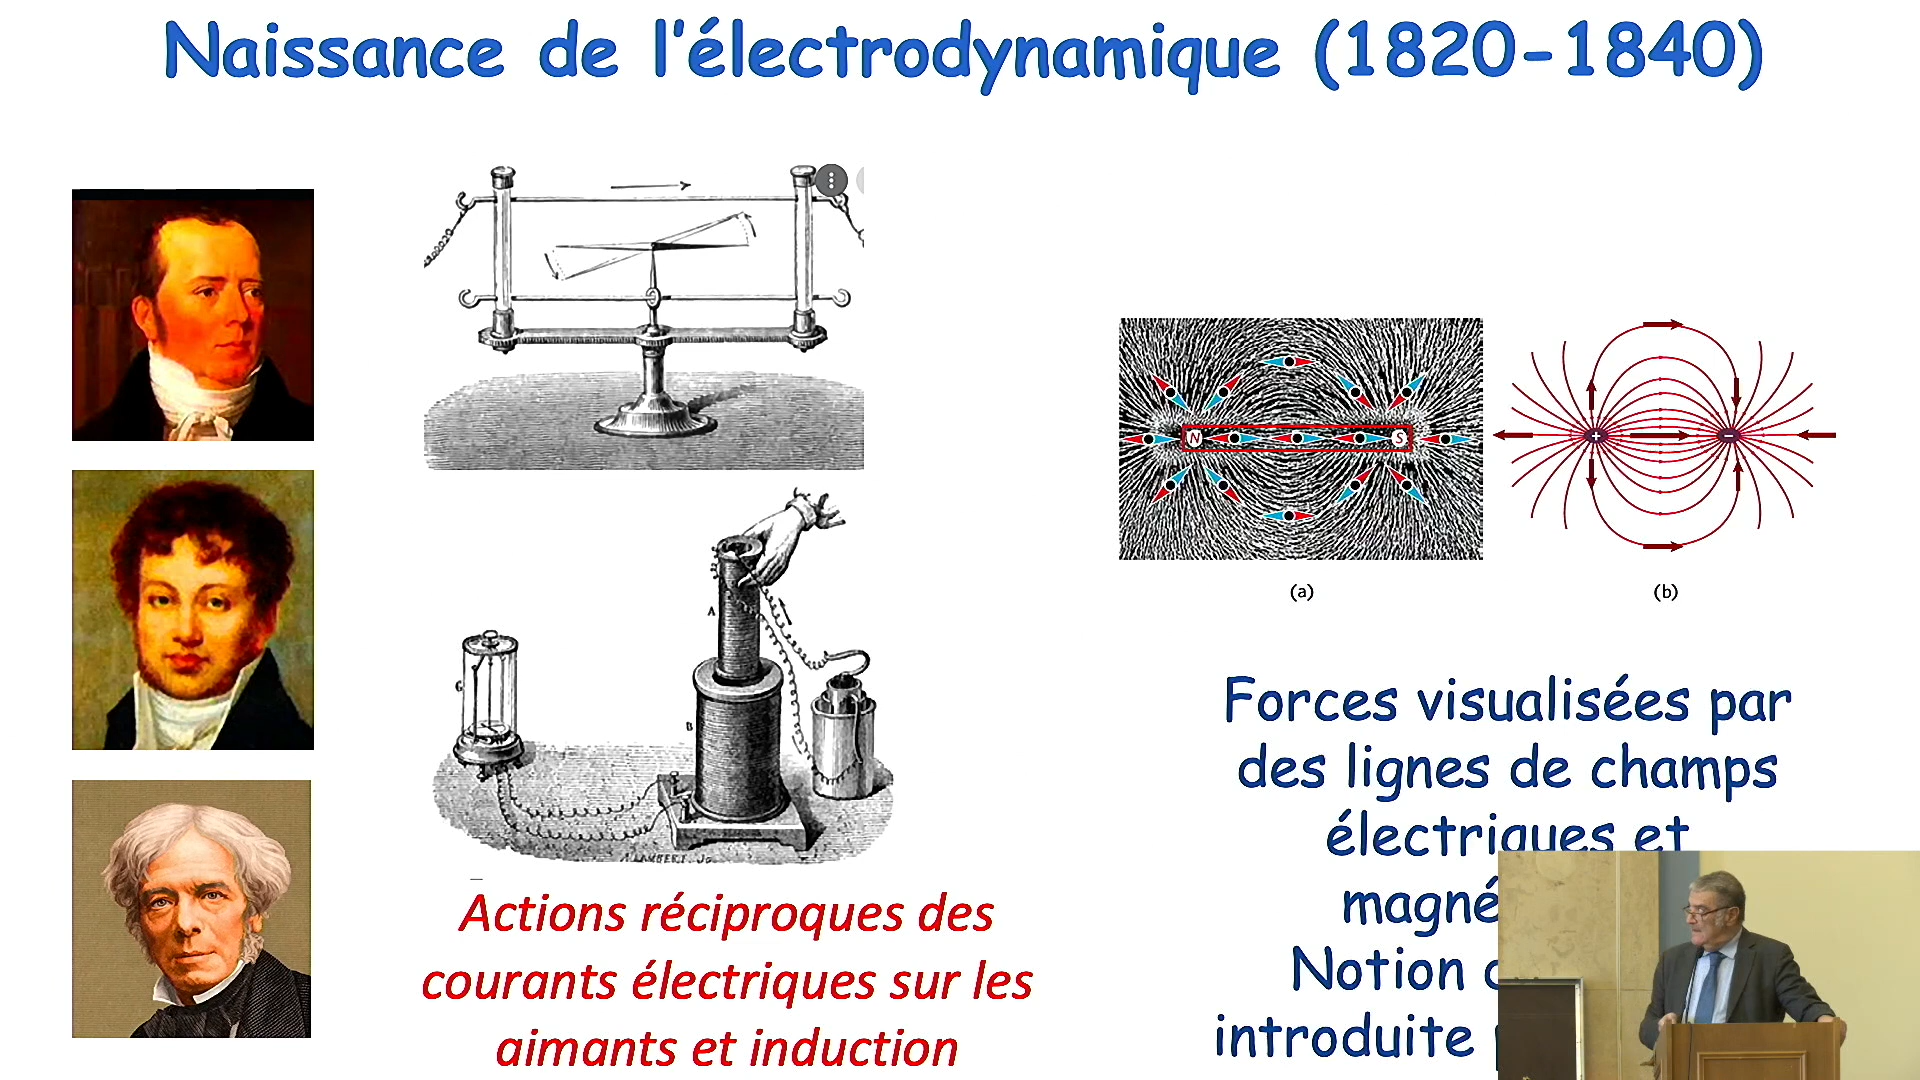 Naissance de l'électrodynamique (1820-1840)
A
G
B
Actions réciproques des
courants électriques sur les
aimants et induction
N
S
+
-
(a)
(b)
Forces visualisées par
des lignes de champs
électriques et
Notion
introduite